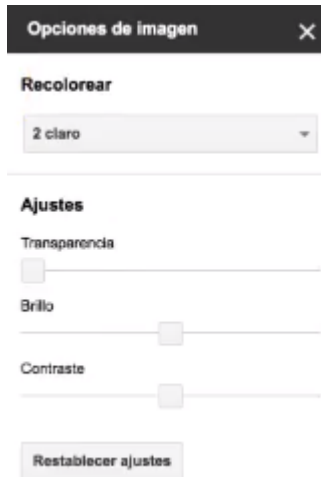 Opciones de imagen
Recolorear
2 claro
Ajustes
Transparencia
Brillo
Contraste
Restablecer ajustes